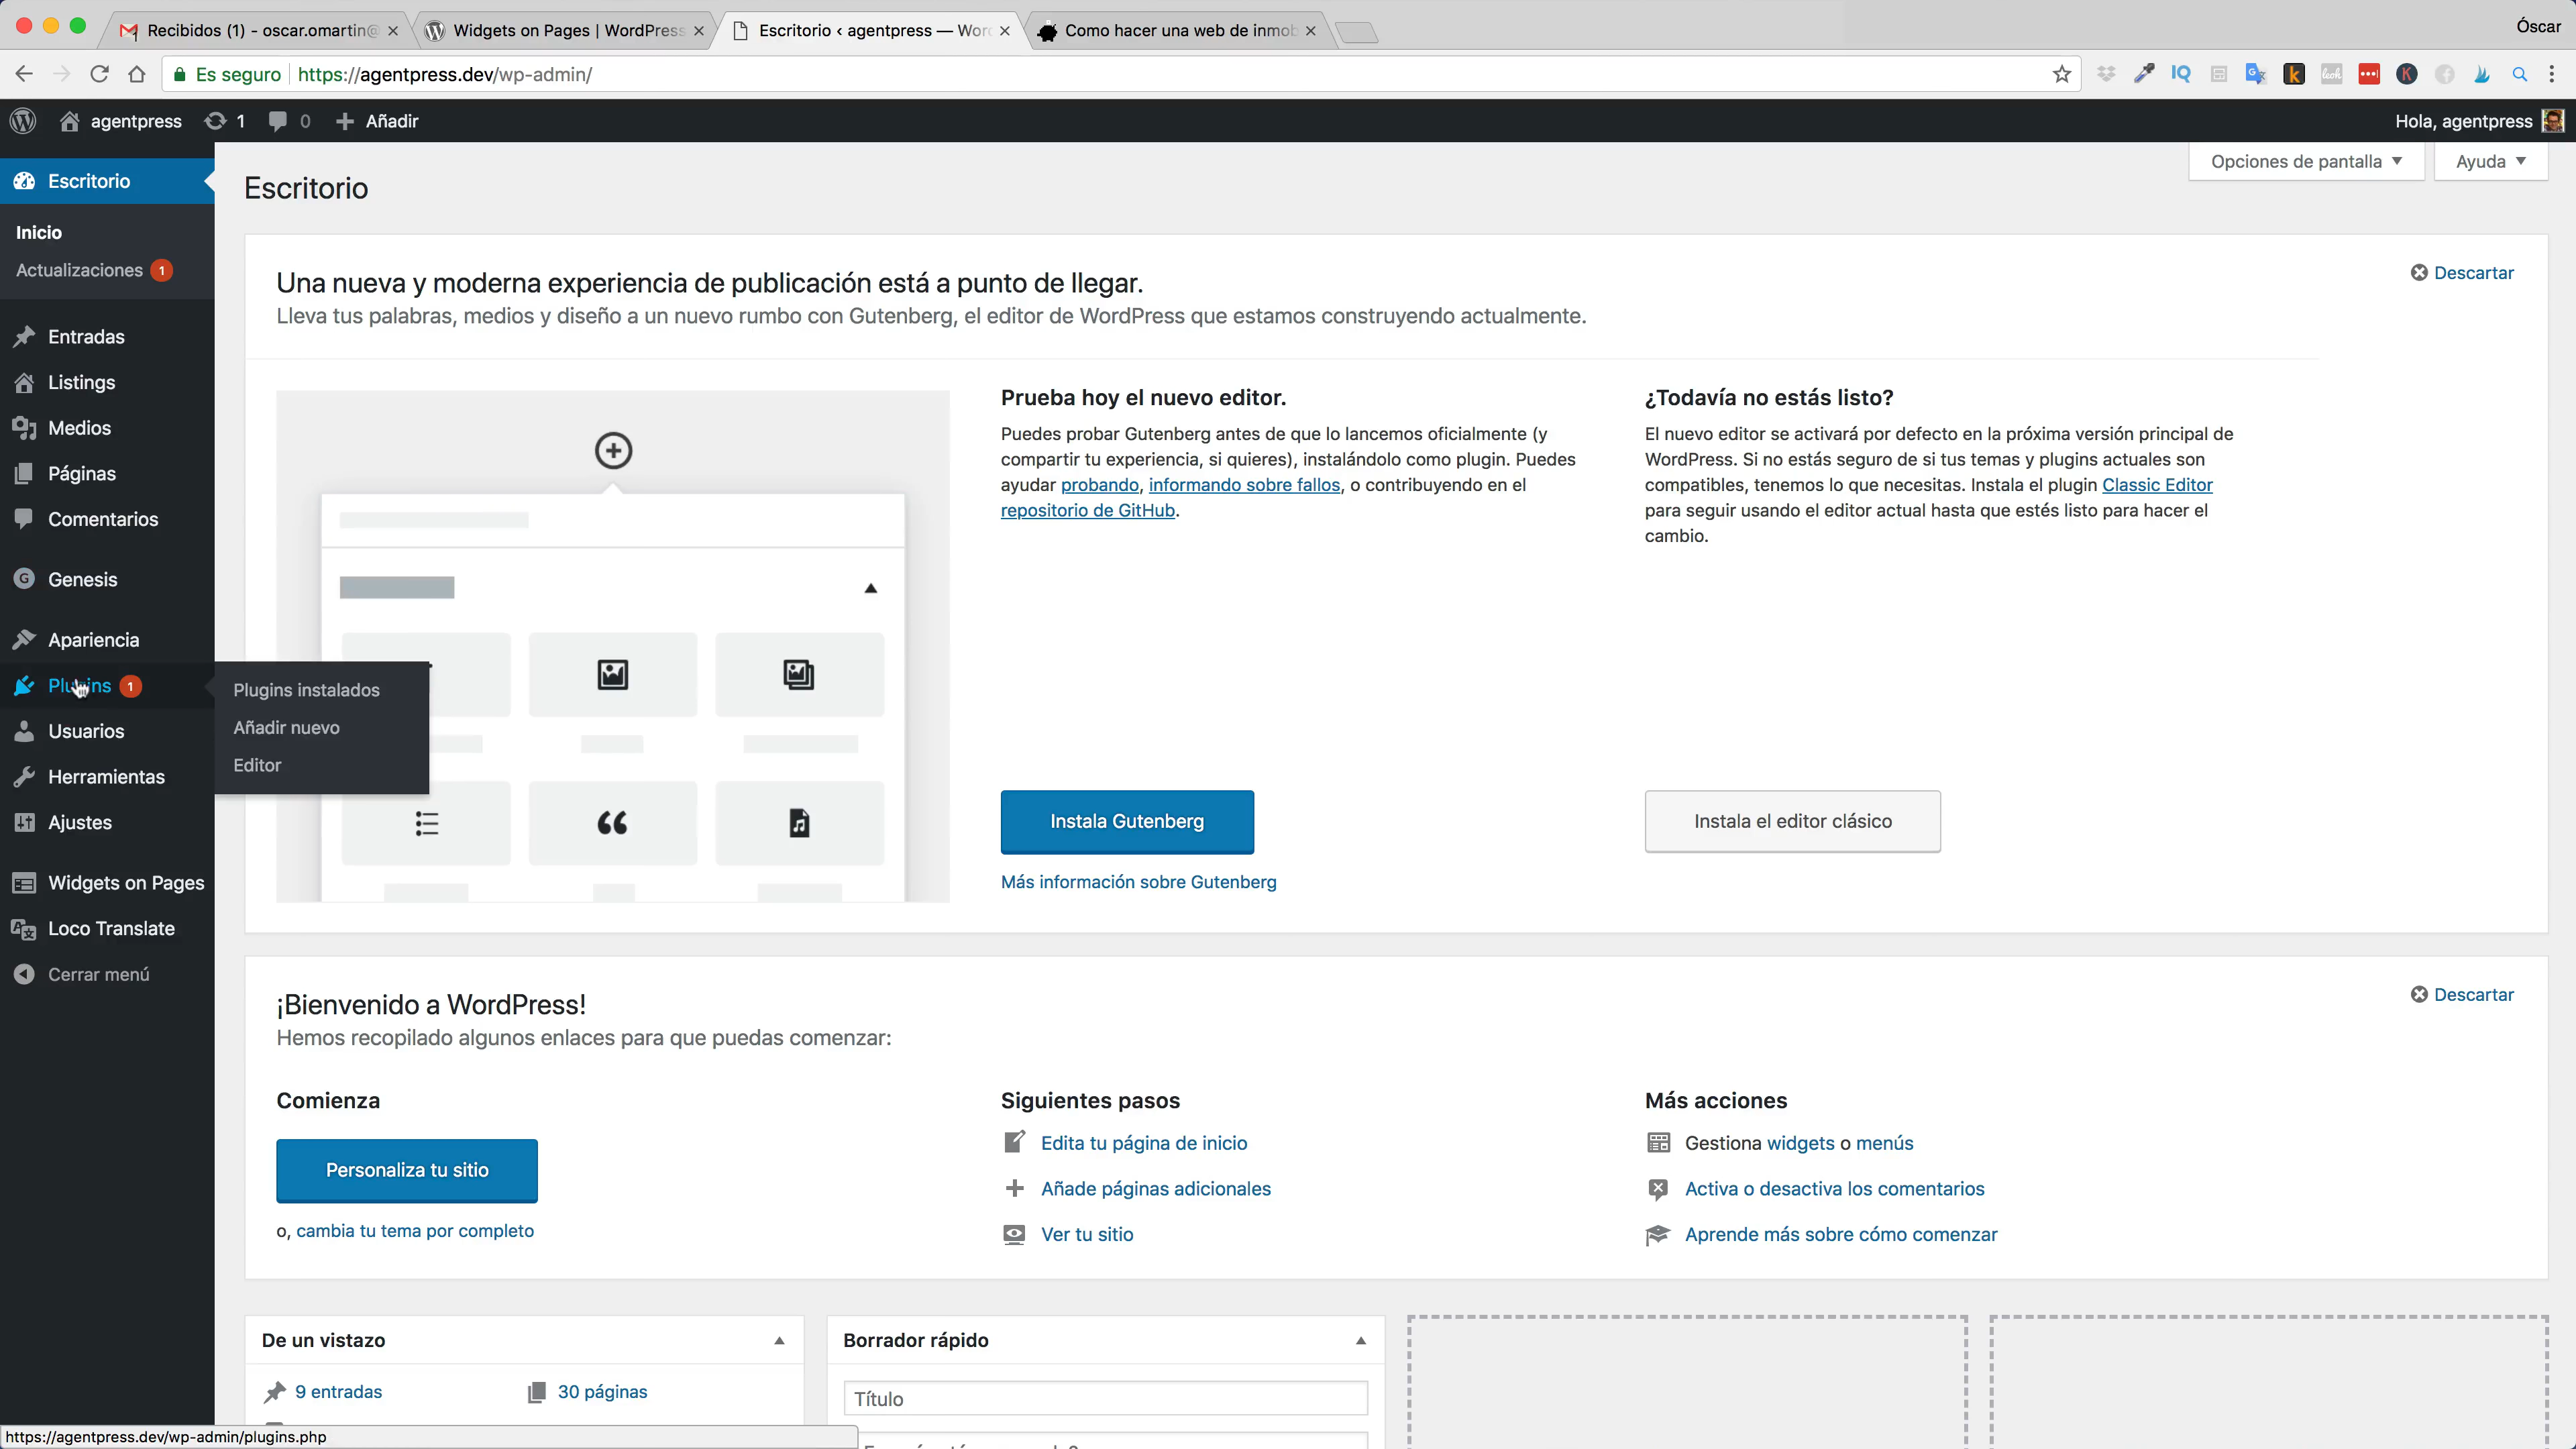 Recibidos (1) - oscar.omartin@
Widgets on Pages | WordPress
Escritorio ‹ agentpress — Word
Como hacer una web de inmob
Óscar
Es seguro
https://agentpress.dev/wp-admin/
agentpress
1
0
Añadir
Hola, agentpress
Escritorio
Inicio
Actualizaciones 1
Entradas
Listings
Medios
Páginas
Comentarios
Genesis
Apariencia
Plugins 1
Usuarios
Herramientas
Ajustes
Widgets on Pages
Loco Translate
Cerrar menú
Plugins instalados
Añadir nuevo
Editor
Opciones de pantalla
Ayuda
Escritorio
Una nueva y moderna experiencia de publicación está a punto de llegar.
Descartar
Lleva tus palabras, medios y diseño a un nuevo rumbo con Gutenberg, el editor de WordPress que estamos construyendo actualmente.
Prueba hoy el nuevo editor.
Puedes probar Gutenberg antes de que lo lancemos oficialmente (y
compartir tu experiencia, si quieres), instalándolo como plugin. Puedes
ayudar probando, informando sobre fallos, o contribuyendo en el
repositorio de GitHub.
Instala Gutenberg
Más información sobre Gutenberg
¿Todavía no estás listo?
El nuevo editor se activará por defecto en la próxima versión principal de
WordPress. Si no estás seguro de si tus temas y plugins actuales son
compatibles, tenemos lo que necesitas. Instala el plugin Classic Editor
para seguir usando el editor actual hasta que estés listo para hacer el
cambio.
Instala el editor clásico
¡Bienvenido a WordPress!
Descartar
Hemos recopilado algunos enlaces para que puedas comenzar:
Comienza
Personaliza tu sitio
o, cambia tu tema por completo
Siguientes pasos
Edita tu página de inicio
Añade páginas adicionales
Ver tu sitio
Más acciones
Gestiona widgets o menús
Activa o desactiva los comentarios
Aprende más sobre cómo comenzar
De un vistazo
9 entradas
30 páginas
Borrador rápido
Título
https://agentpress.dev/wp-admin/plugins.php